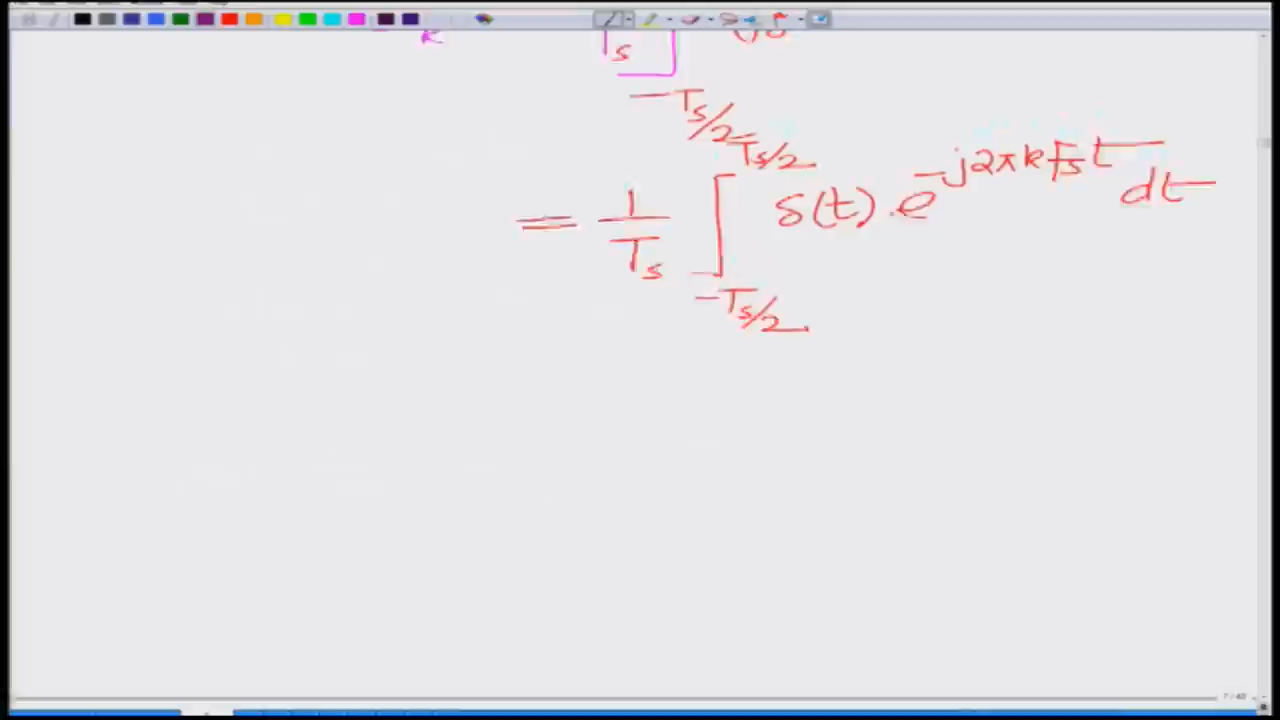 k Ts
-Ts/2
= 1/Ts ∫_{-Ts/2}^{Ts/2} δ(t) . e^{-j2πkFst} dt